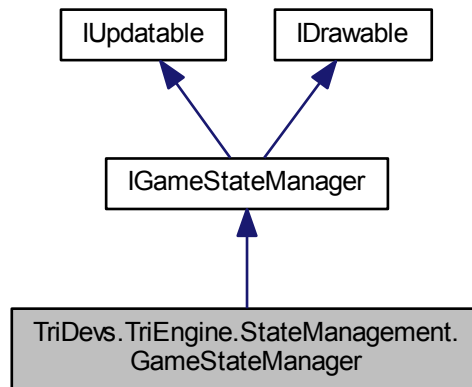 IUpdatable
IDrawable
IGameStateManager
TriDevs.TriEngine.StateManagement.
GameStateManager